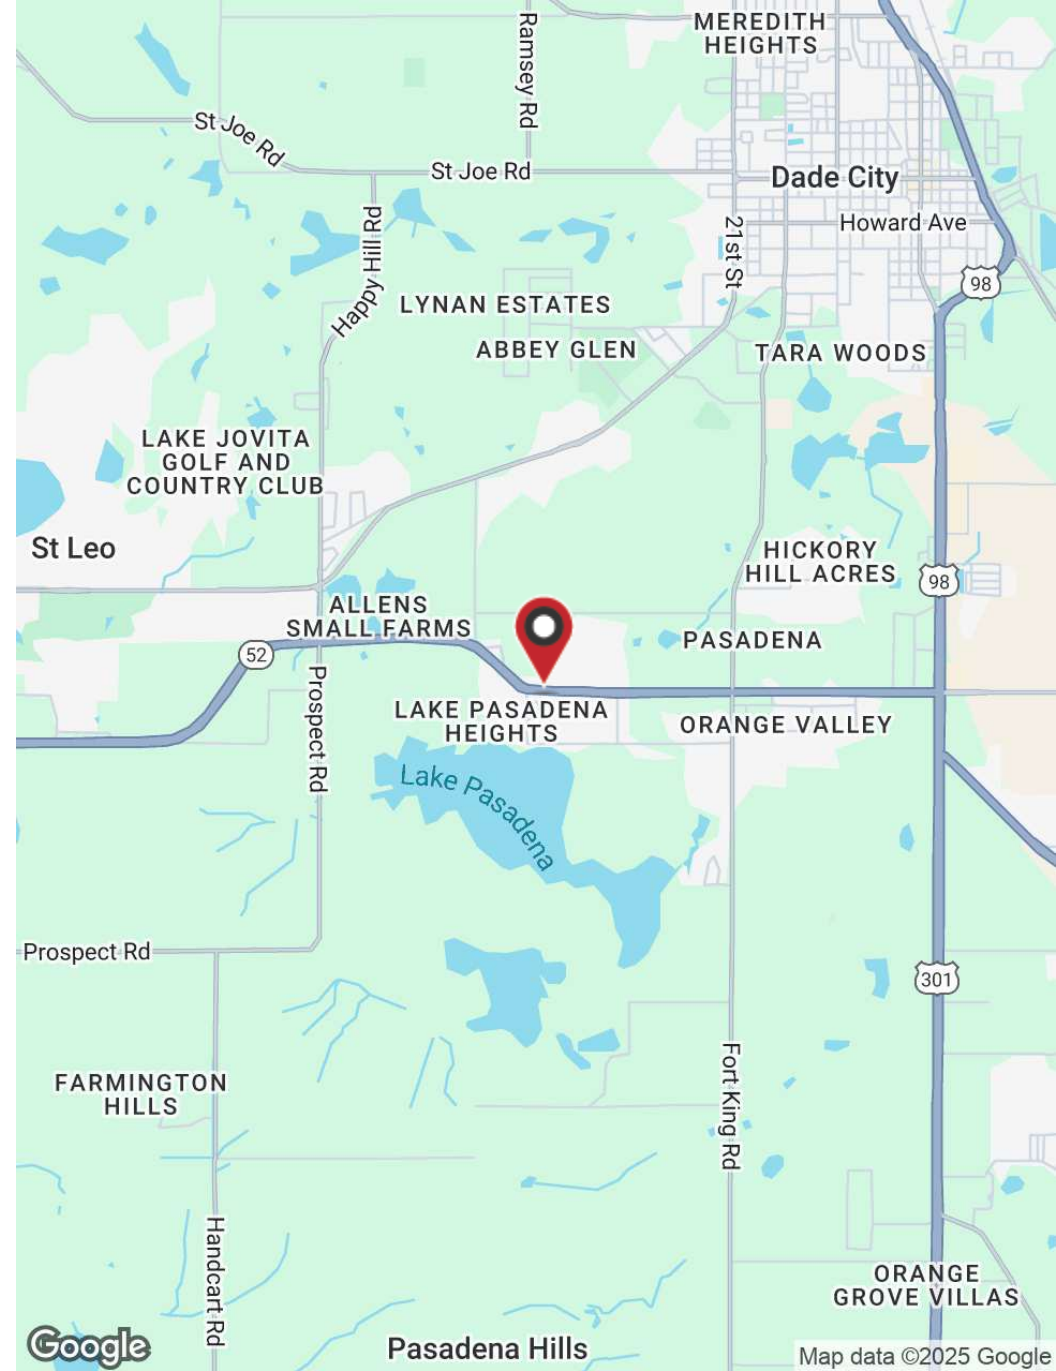 MEREDITH
HEIGHTS
Ramsey Rd
St Joe Rd
St Joe Rd
Dade City
Howard Ave
21st St
Happy Hill Rd
98
LYNAN ESTATES
ABBEY GLEN
TARA WOODS
LAKE JOVITA
GOLF AND
COUNTRY CLUB
St Leo
HICKORY
HILL ACRES
98
ALLENS
SMALL FARMS
PASADENA
52
Prospect Rd
LAKE PASADENA
HEIGHTS
ORANGE VALLEY
Lake Pasadena
Prospect Rd
301
Fort King Rd
FARMINGTON
HILLS
Handcart Rd
ORANGE
GROVE VILLAS
Google
Pasadena Hills
Map data ©2025 Google